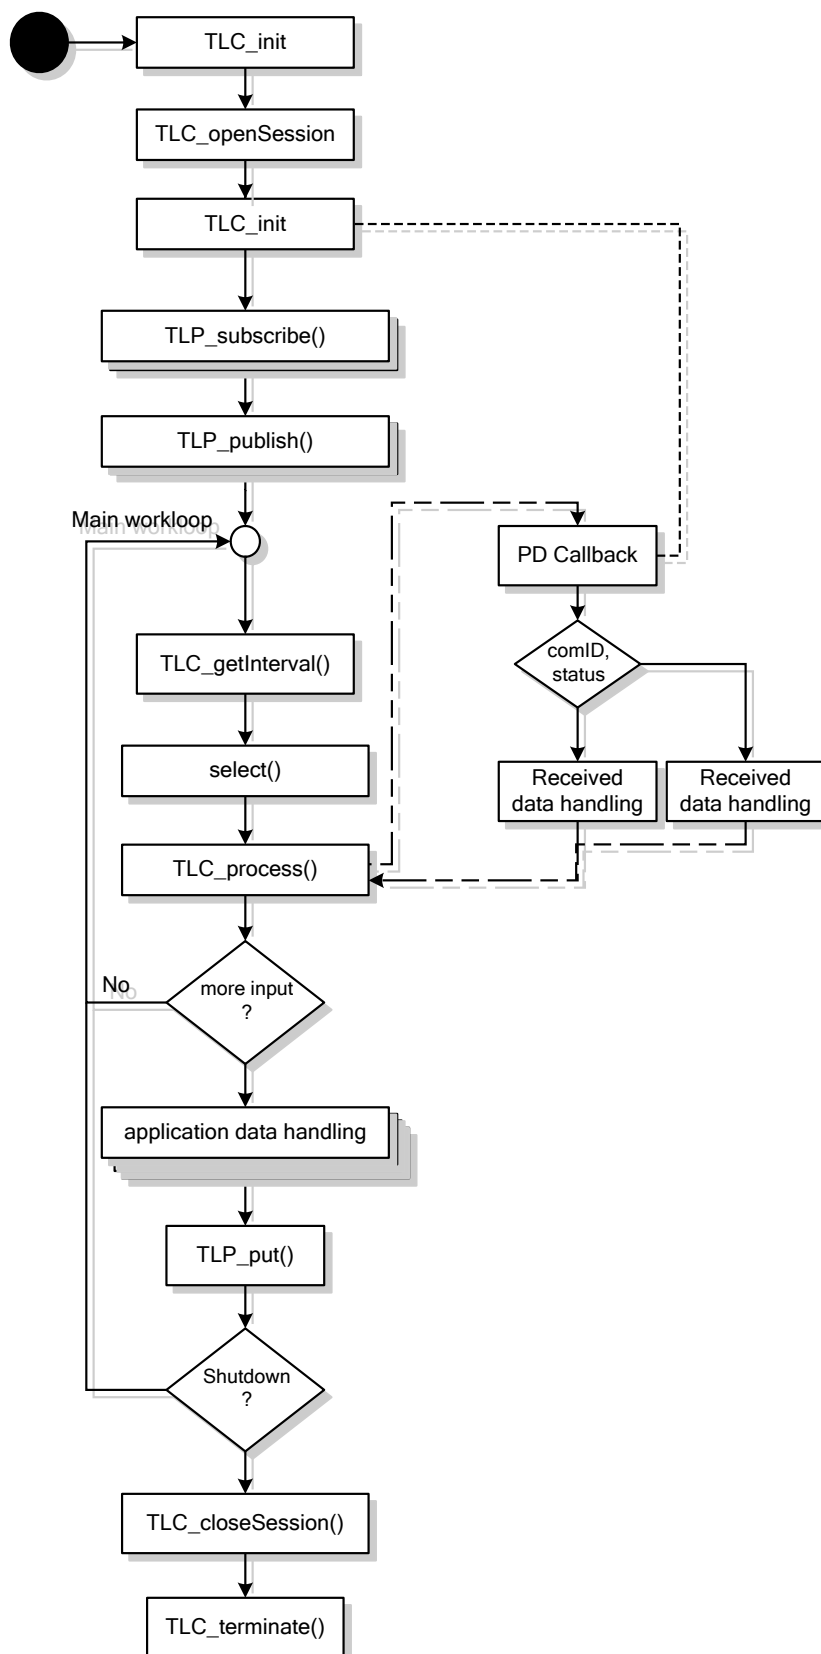 TLC_init
TLC_openSession
TLC_init
TLP_subscribe()
TLP_publish()
Main workloop
PD Callback
comID,
status
TLC_getInterval()
select()
Received
data handling
Received
data handling
TLC_process()
No
more input
?
application data handling
TLP_put()
Shutdown
?
TLC_closeSession()
TLC_terminate()